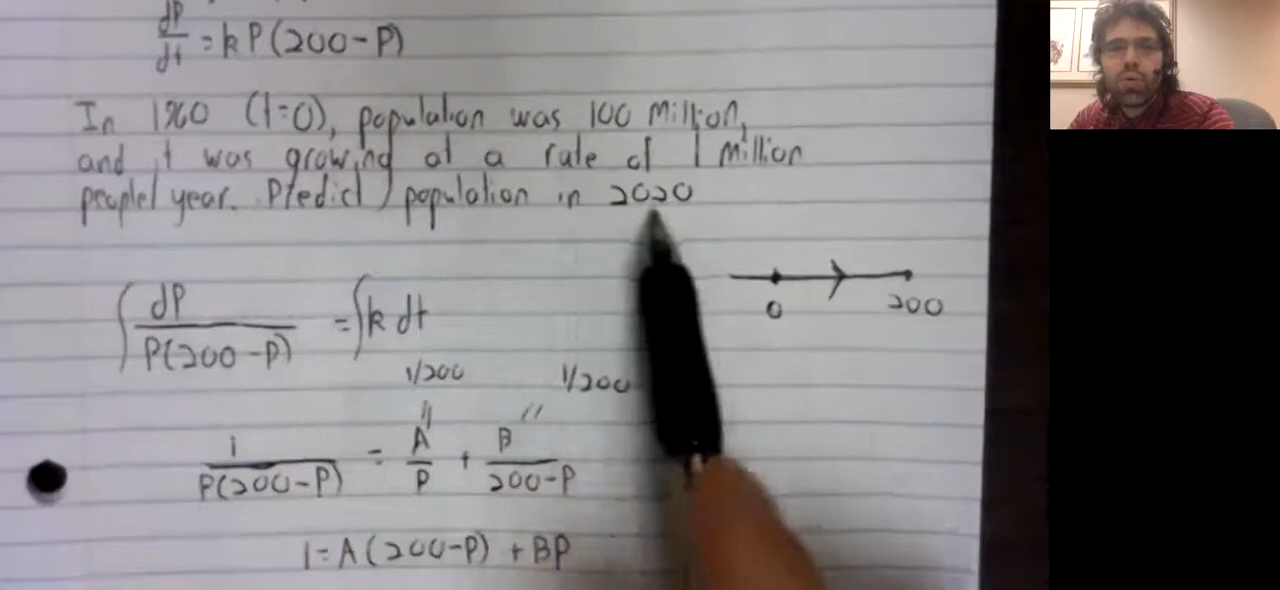 dP/dt = kP(200-P)
In 1960 (t=0), population was 100 Million,
and it was growing at a rate of 1 Million
people/year. Predict population in 2020
∫ dP/P(200-P) = ∫k dt
0 200
1/200 1/200
" "
1/P(200-P) = A/P + B/200-P
1=A(200-P)+BP